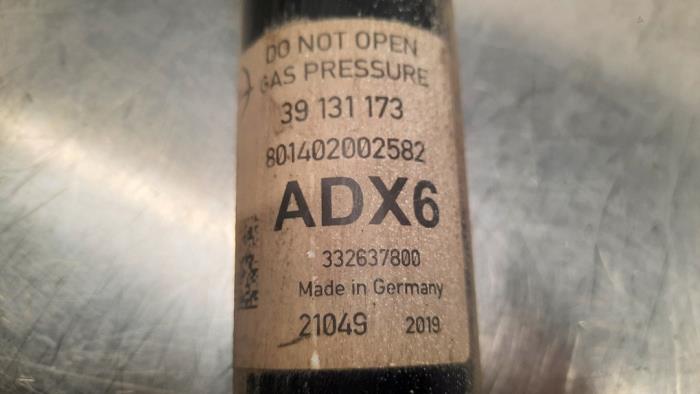 DO NOT OPEN
GAS PRESSURE
39 131 173
801402002582
ADX6
332637800
Made in Germany
21049 2019